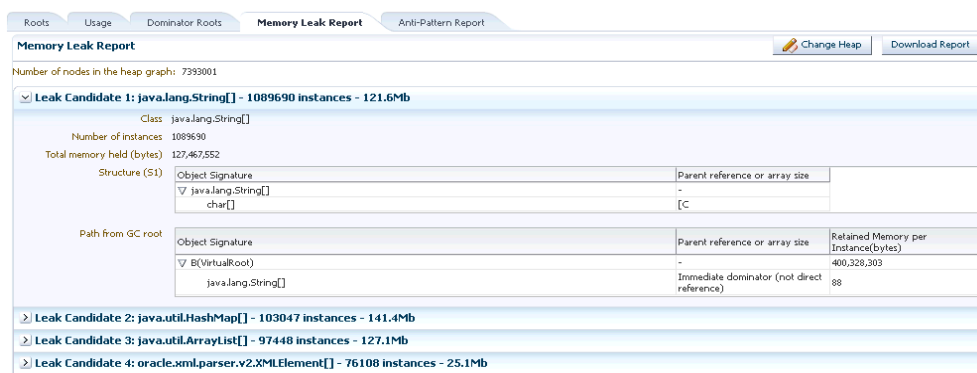 Roots Usage Dominator Roots Memory Leak Report Anti-Pattern Report
Memory Leak Report Change Heap Download Report
Number of nodes in the heap graph: 7393001
Leak Candidate 1: java.lang.String[] - 1089690 instances - 121.6Mb
Class java.lang.String[]
Number of instances 1089690
Total memory held (bytes) 127,467,552
Structure (S1) Object Signature Parent reference or array size
java.lang.String[] -
char[] [C
Path from GC root Object Signature Parent reference or array size Retained Memory per
Instance(bytes)
B(VirtualRoot) - 400,328,303
java.lang.String[] Immediate dominator (not direct 88
reference)
Leak Candidate 2: java.util.HashMap[] - 103047 instances - 141.4Mb
Leak Candidate 3: java.util.ArrayList[] - 97448 instances - 127.1Mb
Leak Candidate 4: oracle.xml.parser.v2.XMLElement[] - 76108 instances - 25.1Mb